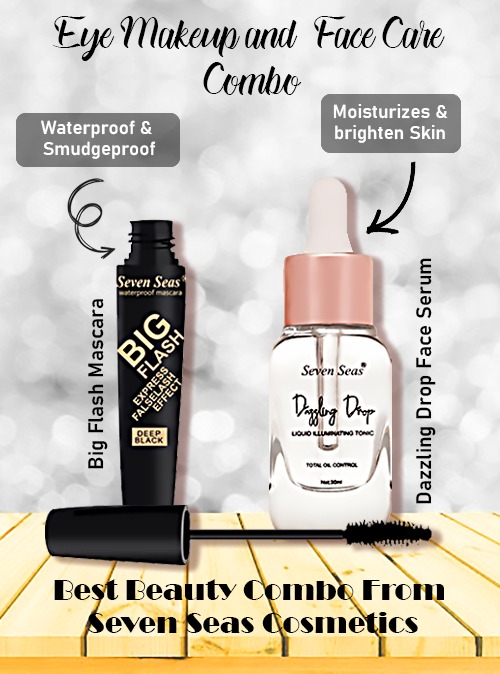 Eye Makeup and Face Care
Combo
Waterproof &
Smudgeproof
Moisturizes &
brighten Skin
Big Flash Mascara
Seven Seas®
waterproof mascara
BIG
FLASH
EXPRESS
FALSELASH
EFFECT
DEEP
BLACK
Seven Seas®
Dazzling Drop
LIQUID ILLUMINATING TONIC
TOTAL OIL CONTROL
Net:30ml
Dazzling Drop Face Serum
Best Beauty Combo From
Seven Seas Cosmetics